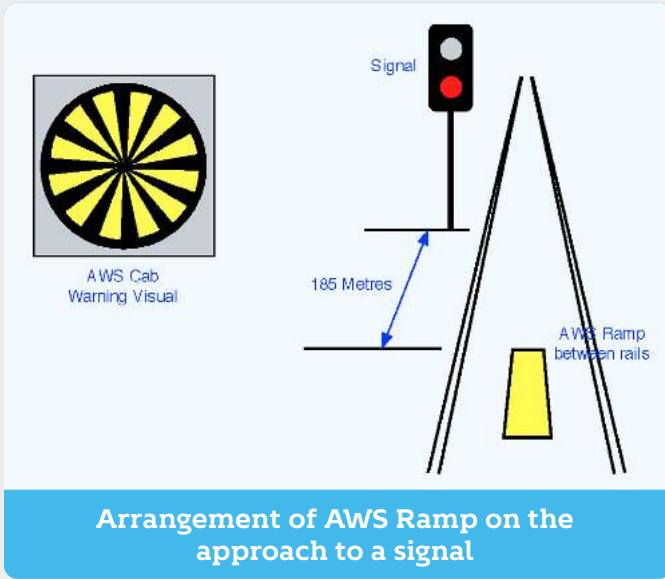 Signal
AWS Cab
Warning Visual
185 Metres
AWS Ramp
between rails
Arrangement of AWS Ramp on the
approach to a signal